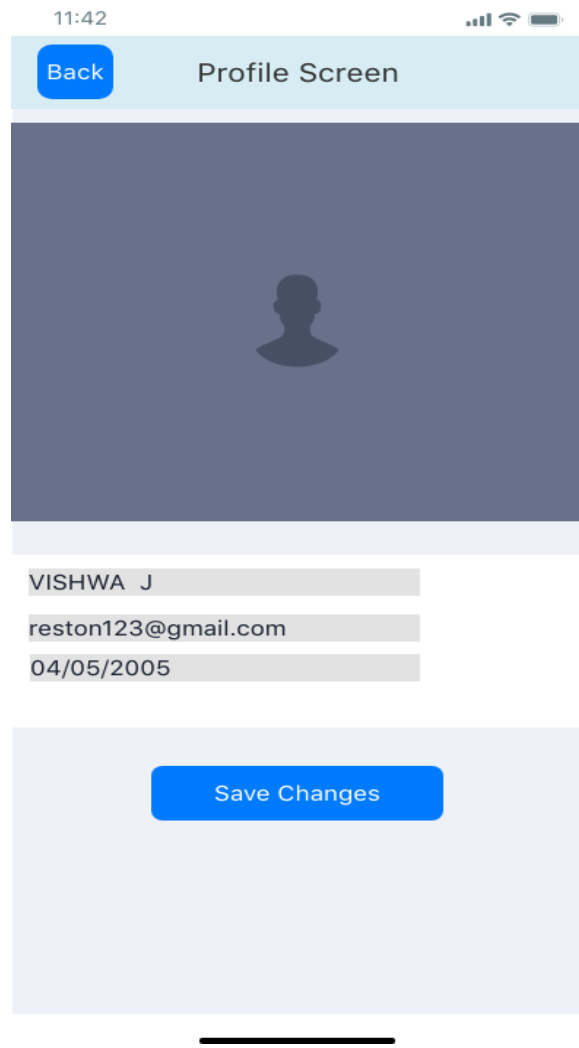 11:42
Back Profile Screen
VISHWA J
reston123@gmail.com
04/05/2005
Save Changes